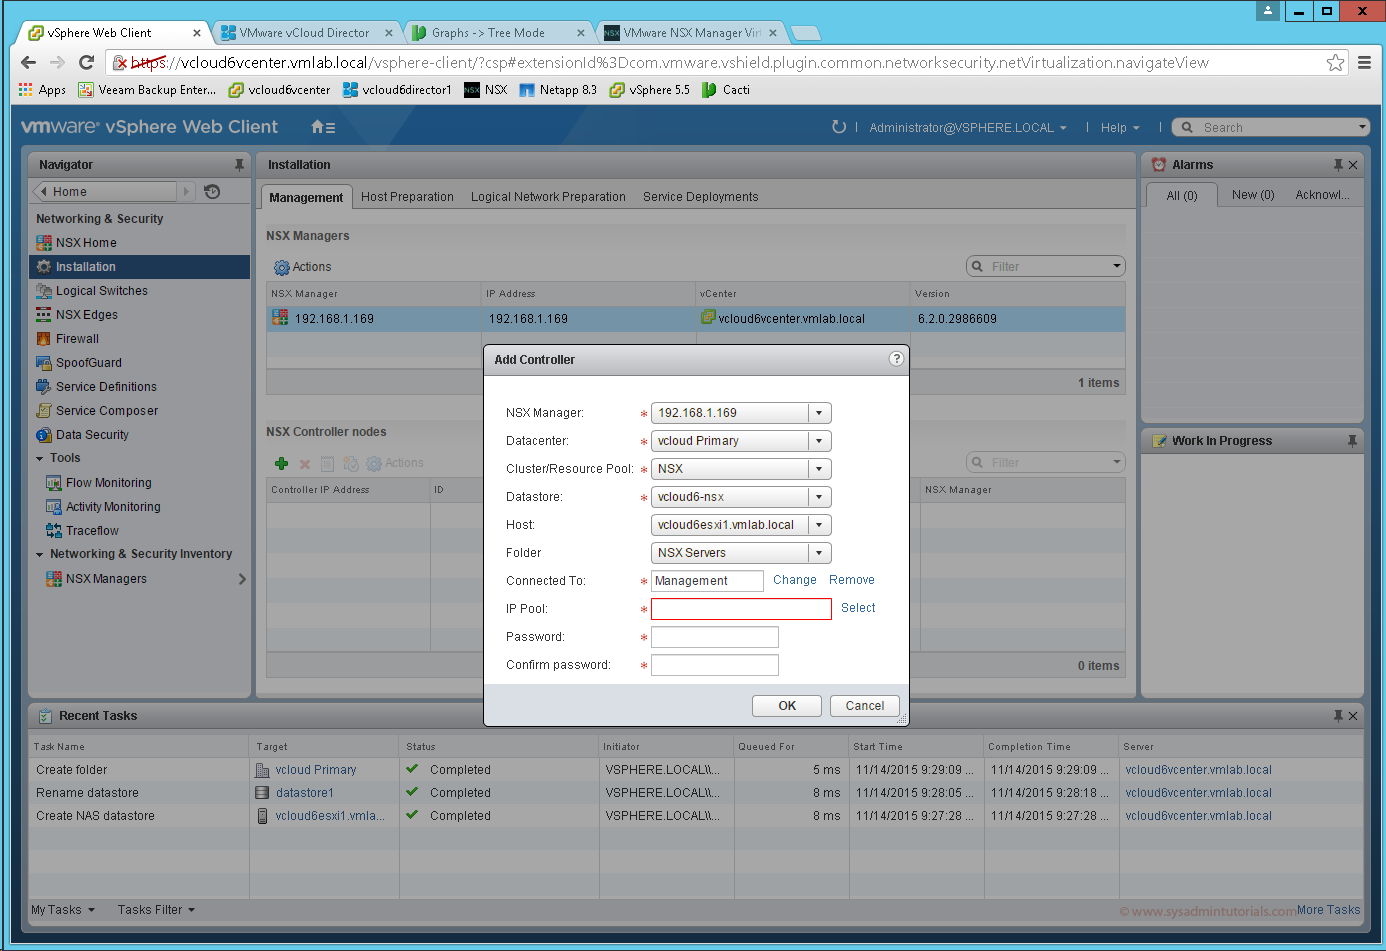 vSphere Web Client
VMware vCloud Director
Graphs -> Tree Mode
VMware NSX Manager Virt
https://vcloud6vcenter.vmlab.local/vsphere-client/?csp#extensionId%3Dcom.vmware.vshield.plugin.common.networksecurity.netVirtualization.navigateView
Apps Veeam Backup Enter... vcloud6vcenter vcloud6director1 NSX Netapp 8.3 vSphere 5.5 Cacti
vmware® vSphere Web Client
Administrator@VSPHERE.LOCAL | Help | Search
Navigator
Home
Networking & Security
NSX Home
Installation
Logical Switches
NSX Edges
Firewall
SpoofGuard
Service Definitions
Service Composer
Data Security
Tools
Flow Monitoring
Activity Monitoring
Traceflow
Networking & Security Inventory
NSX Managers
Installation
Management Host Preparation Logical Network Preparation Service Deployments
NSX Managers
Actions Filter
NSX Manager IP Address vCenter Version
192.168.1.169 192.168.1.169 vcloud6vcenter.vmlab.local 6.2.0.2986609
1 items
NSX Controller nodes
Actions Filter
Controller IP Address ID NSX Manager
0 items
Add Controller ?
NSX Manager: * 192.168.1.169
Datacenter: * vcloud Primary
Cluster/Resource Pool: * NSX
Datastore: * vcloud6-nsx
Host: vcloud6esxi1.vmlab.local
Folder NSX Servers
Connected To: * Management Change Remove
IP Pool: * Select
Password: *
Confirm password: *
OK Cancel
Alarms
All (0) New (0) Acknowl...
Work In Progress
Recent Tasks
Task Name Target Status Initiator Queued For Start Time Completion Time Server
Create folder vcloud Primary Completed VSPHERE.LOCAL\\... 5 ms 11/14/2015 9:29:09 ... 11/14/2015 9:29:09 ... vcloud6vcenter.vmlab.local
Rename datastore datastore1 Completed VSPHERE.LOCAL\\... 8 ms 11/14/2015 9:28:05 ... 11/14/2015 9:28:18 ... vcloud6vcenter.vmlab.local
Create NAS datastore vcloud6esxi1.vmla... Completed VSPHERE.LOCAL\\... 8 ms 11/14/2015 9:27:28 ... 11/14/2015 9:27:28 ... vcloud6vcenter.vmlab.local
My Tasks Tasks Filter
© www.sysadmintutorials.com More Tasks